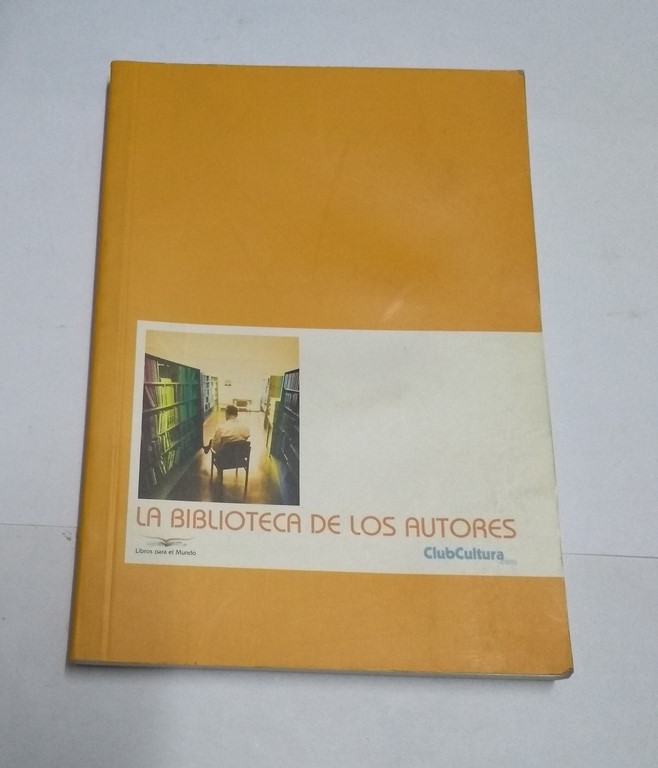 LA BIBLIOTECA DE LOS AUTORES
Libros para el Mundo
ClubCultura